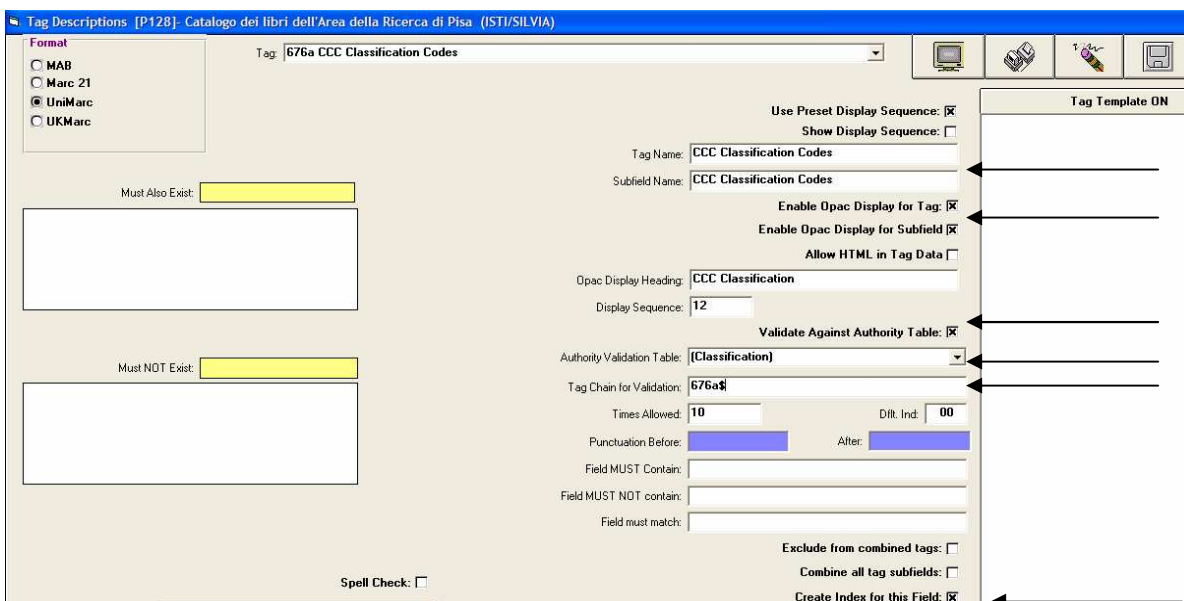 Tag Descriptions [P128]- Catalogo dei libri dell'Area della Ricerca di Pisa (ISTI/SILVIA)
Format
MAB
Marc 21
UniMarc
UKMarc
Tag: 676a CCC Classification Codes
Tag Template ON
Use Preset Display Sequence:
Show Display Sequence:
Tag Name: CCC Classification Codes
Subfield Name: CCC Classification Codes
Must Also Exist:
Enable Opac Display for Tag:
Enable Opac Display for Subfield
Allow HTML in Tag Data
Opac Display Heading: CCC Classification
Display Sequence: 12
Validate Against Authority Table:
Authority Validation Table: (Classification)
Must NOT Exist:
Tag Chain for Validation: 676a$
Times Allowed: 10 Dflt. Ind: 00
Punctuation Before: After:
Field MUST Contain:
Field MUST NOT contain:
Field must match:
Exclude from combined tags:
Combine all tag subfields:
Spell Check:
Create Index for this Field: